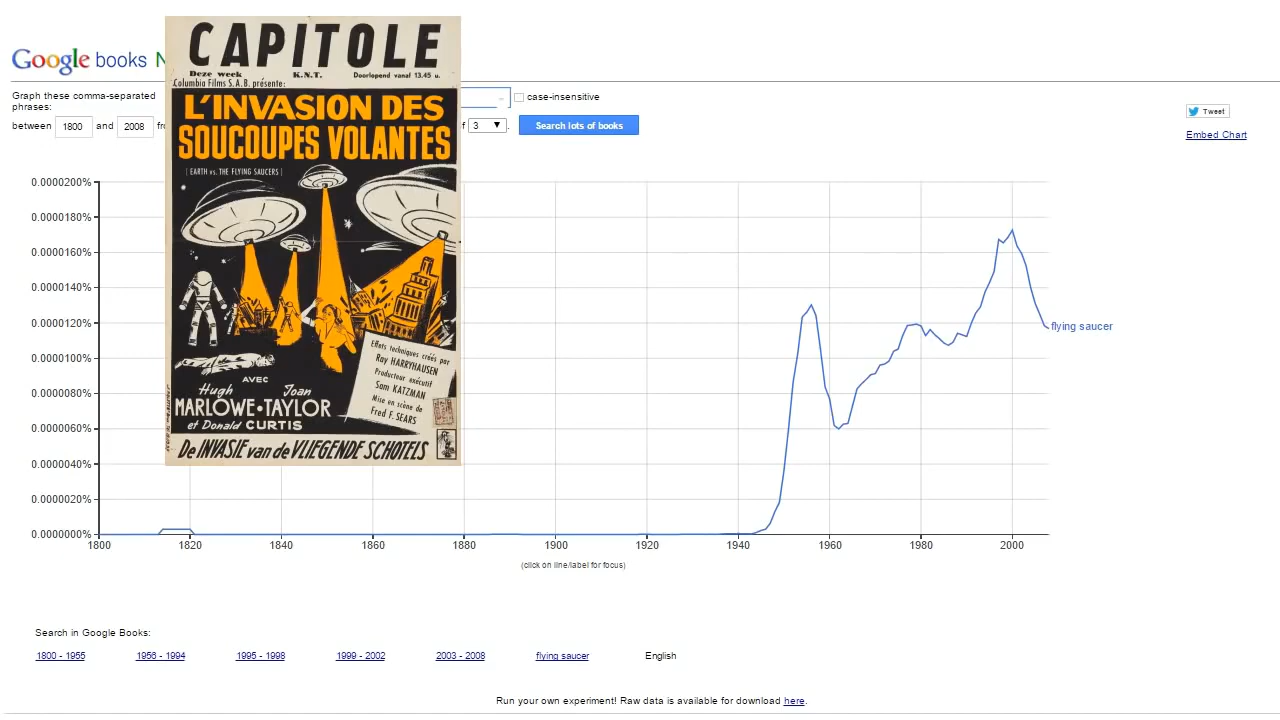 CAPITOLE
Deze week K.N.T. Doorlopend vanaf 13.45 u.
Columbia Films S.A.B. présente:
Google books N
Graph these comma-separated
phrases:
case-insensitive
between 1800 and 2008 fro
f 3 .
Search lots of books
Tweet
Embed Chart
L'INVASION DES
SOUCOUPES VOLANTES
[ EARTH vs. THE FLYING SAUCERS ]
Effets techniques créés par
Ray HARRYHAUSEN
Producteur exécutif
Sam KATZMAN
Mise en scène de
Fred F. SEARS
AVEC
Hugh Joan
MARLOWE • TAYLOR
et Donald CURTIS
De INVASIE van de VLIEGENDE SCHOTELS
0.0000200%
0.0000180%
0.0000160%
0.0000140%
0.0000120%
0.0000100%
0.0000080%
0.0000060%
0.0000040%
0.0000020%
0.0000000%
flying saucer
1800 1820 1840 1860 1880 1900 1920 1940 1960 1980 2000
(click on line/label for focus)
Search in Google Books:
1800 - 1955 1956 - 1994 1995 - 1998 1999 - 2002 2003 - 2008 flying saucer English
Run your own experiment! Raw data is available for download here.